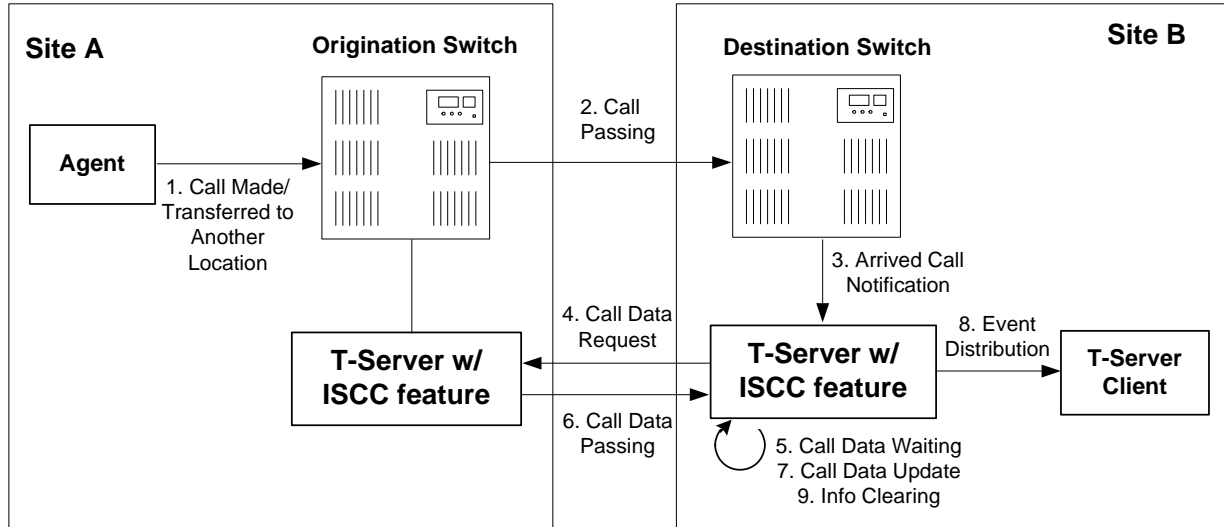 Site A
Origination Switch
Destination Switch
Site B
2. Call
Passing
Agent
1. Call Made/
Transferred to
Another
Location
3. Arrived Call
Notification
4. Call Data
Request
8. Event
Distribution
T-Server w/
ISCC feature
T-Server w/
ISCC feature
T-Server
Client
6. Call Data
Passing
5. Call Data Waiting
7. Call Data Update
9. Info Clearing